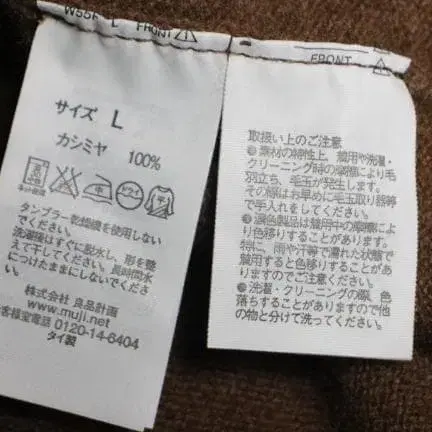 W55F L FRONT
サイズ L
カシミヤ 100%
タンブラー乾燥機を使用しない
でください。
洗濯後はすぐに脱水し、形を整
えて干してください。長時間水
につけたままにしないでくださ
い。
株式会社 良品計画
www.muji.net
お客様室電話 0120-14-6404
タイ製
FRONT
取扱い上のご注意
●素材の特性上、着用や洗濯・
クリーニング時の摩擦により毛
羽立ち、毛玉が発生します。
その際はお早めに毛玉取り器等
で手入れをしてください。
●濃色製品は着用中の摩擦によ
り色移りすることがあります。
特に、雨や汗等で濡れた状態で
着用すると色移りすることがあ
りますのでご注意ください。
●洗濯・クリーニングの際、色
落ちすることがありますので他
の物と分けて洗ってください。